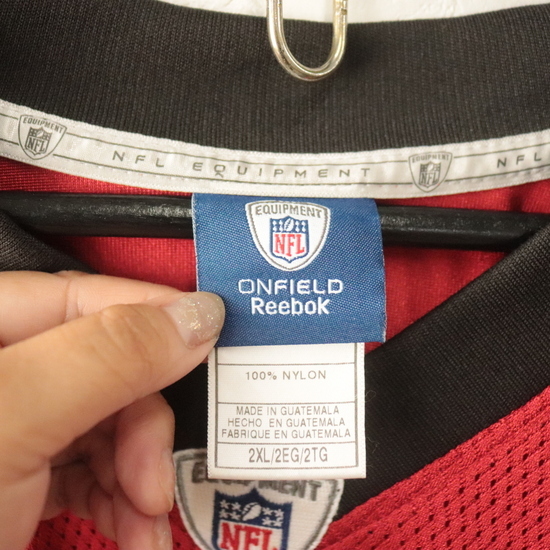 EQUIPMENT
NFL
NFL EQUIPMENT
NFL
EQUIPMENT
NFL
ONFIELD
Reebok
100% NYLON
MADE IN GUATEMALA
HECHO EN GUATEMALA
FABRIQUE EN GUATEMALA
2XL/2EG/2TG
EQUIPMENT
NFL